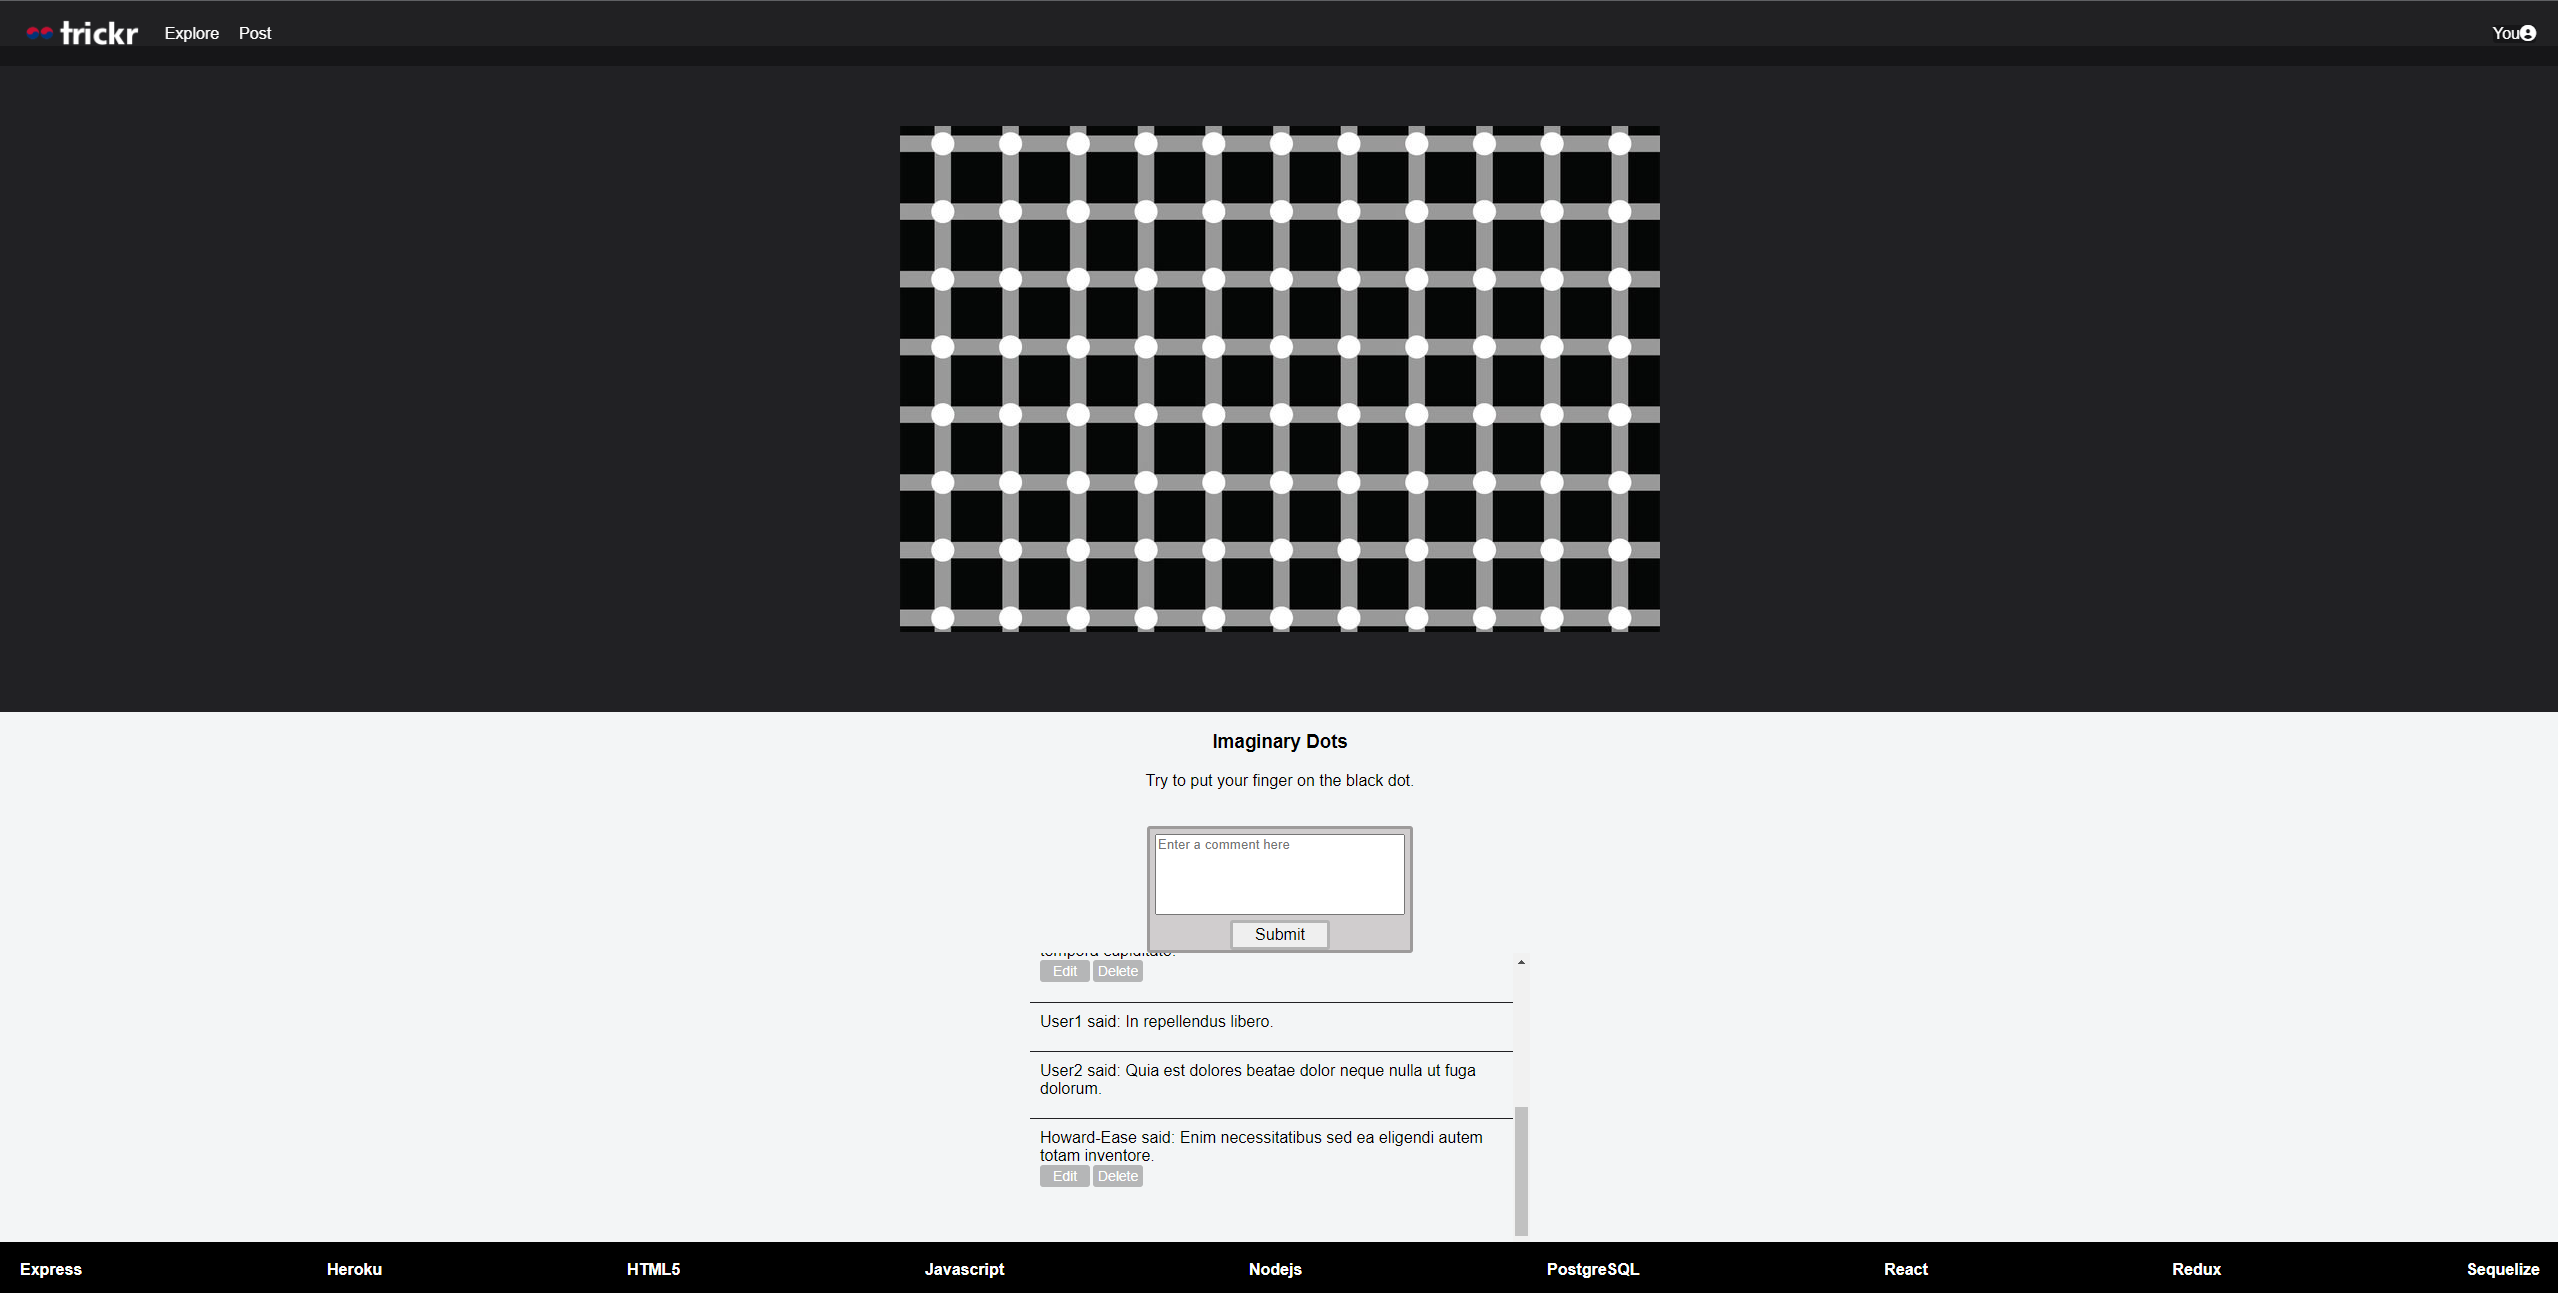 trickr Explore Post You
Imaginary Dots
Try to put your finger on the black dot.
Enter a comment here
Submit
Edit Delete
User1 said: In repellendus libero.
User2 said: Quia est dolores beatae dolor neque nulla ut fuga
dolorum.
Howard-Ease said: Enim necessitatibus sed ea eligendi autem
totam inventore.
Edit Delete
Express Heroku HTML5 Javascript Nodejs PostgreSQL React Redux Sequelize